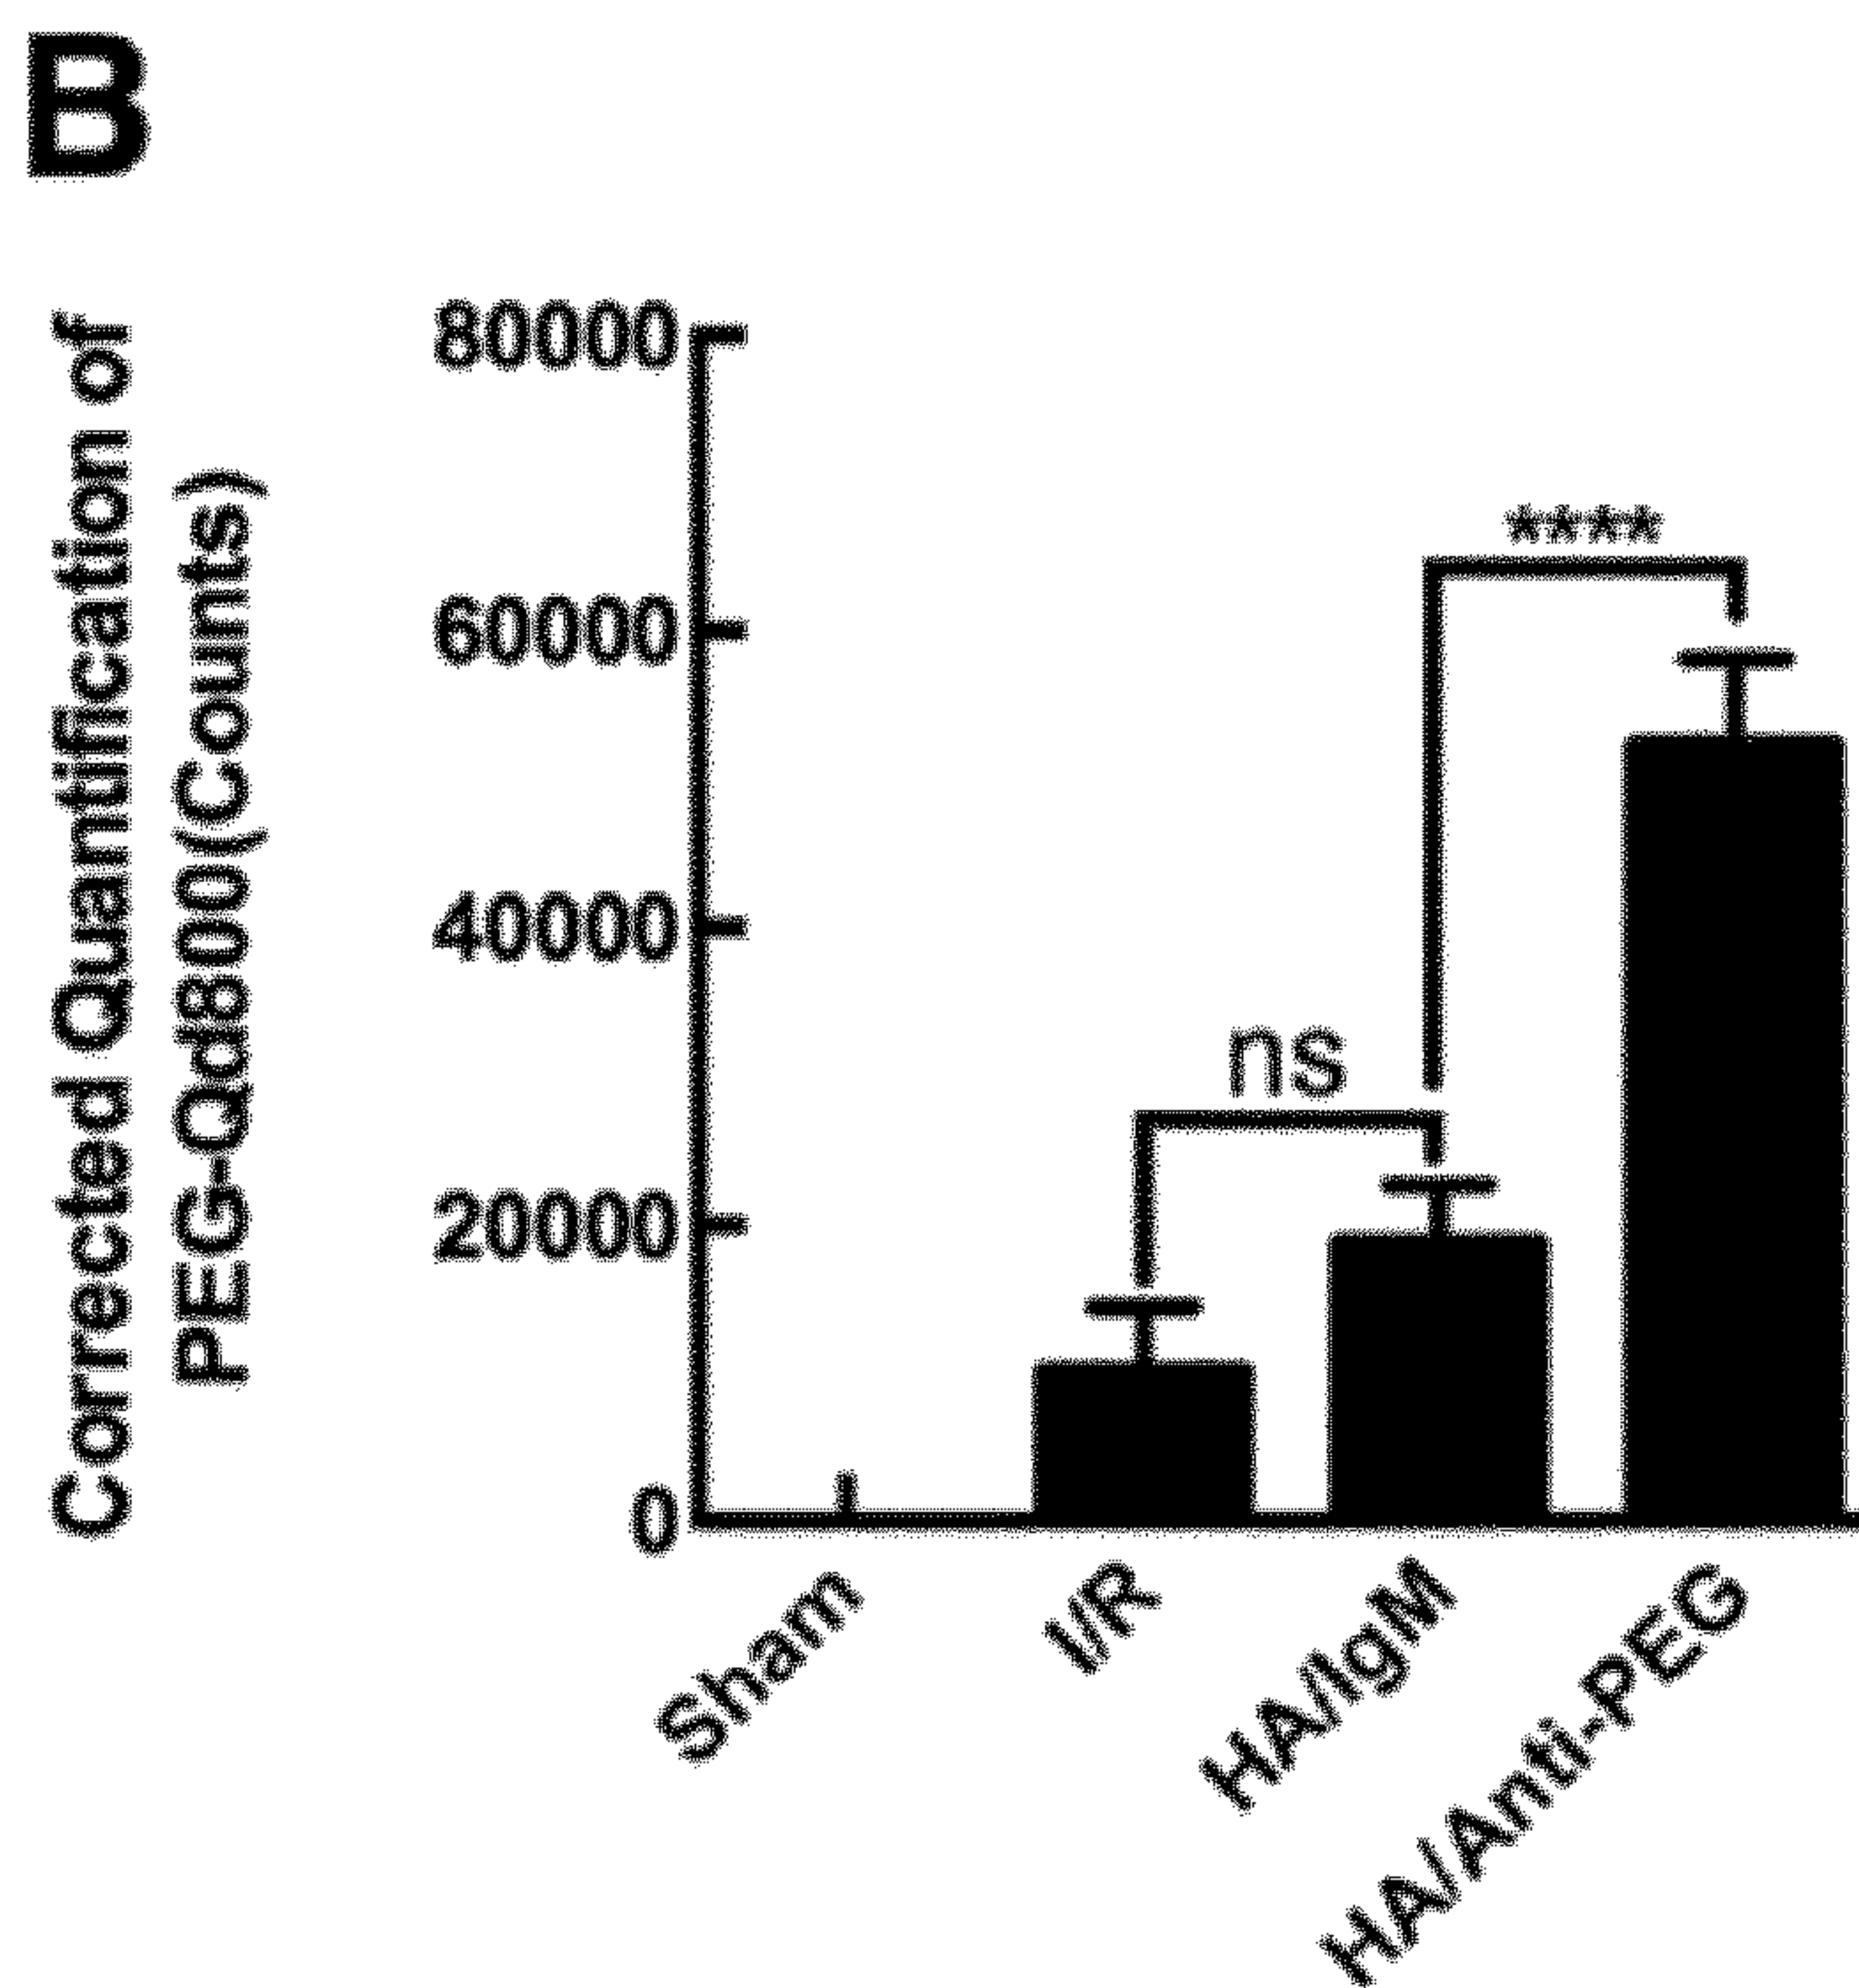 B
Corrected Quantification of
PEG-Qd800(Counts)
80000
60000
40000
20000
0
****
ns
Sham
I/R
HA/IgM
HA/Anti-PEG